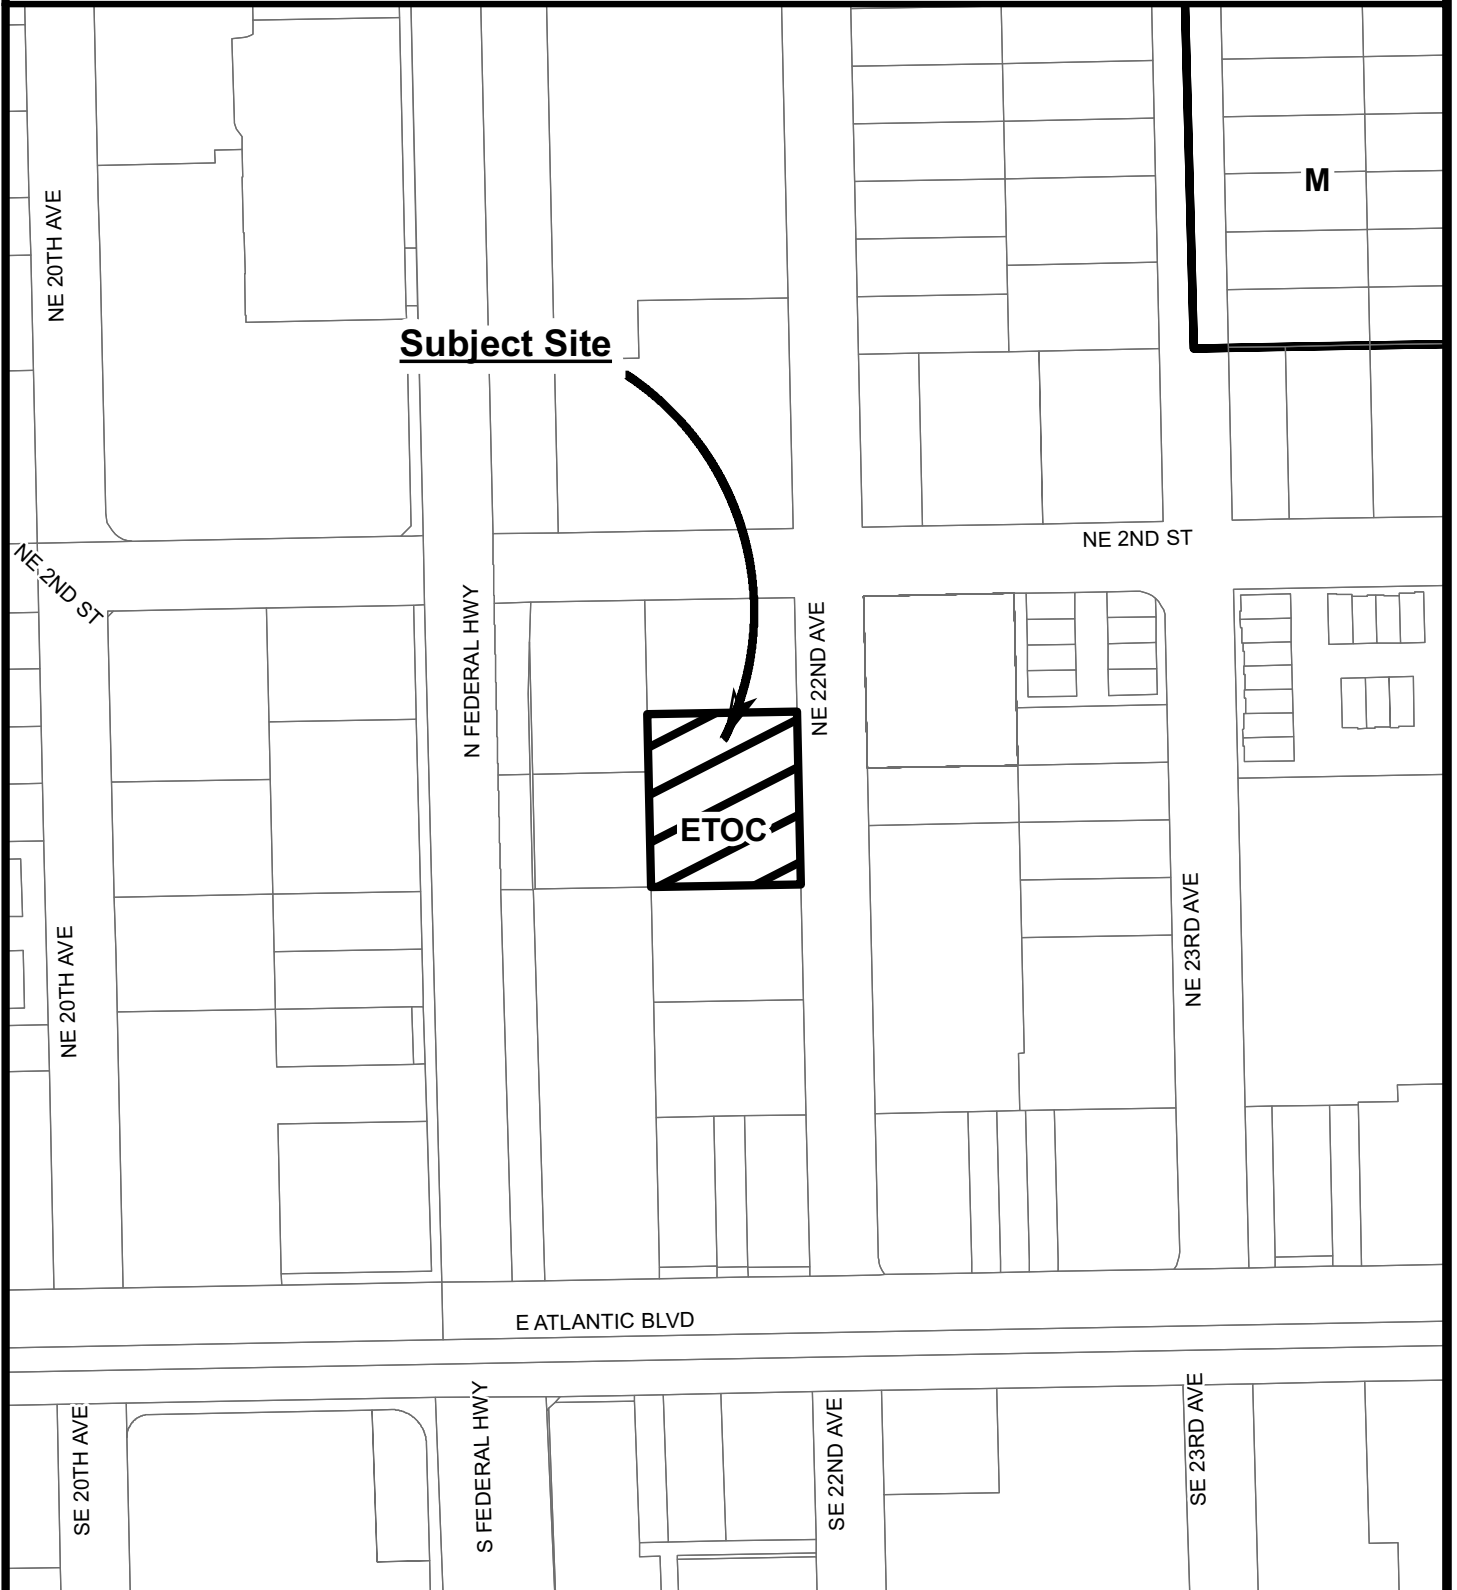 M
NE 20TH AVE
Subject Site
NE 2ND ST
NE 2ND ST
N FEDERAL HWY
NE 22ND AVE
ETOC
NE 23RD AVE
NE 20TH AVE
E ATLANTIC BLVD
SE 20TH AVE
S FEDERAL HWY
SE 22ND AVE
SE 23RD AVE